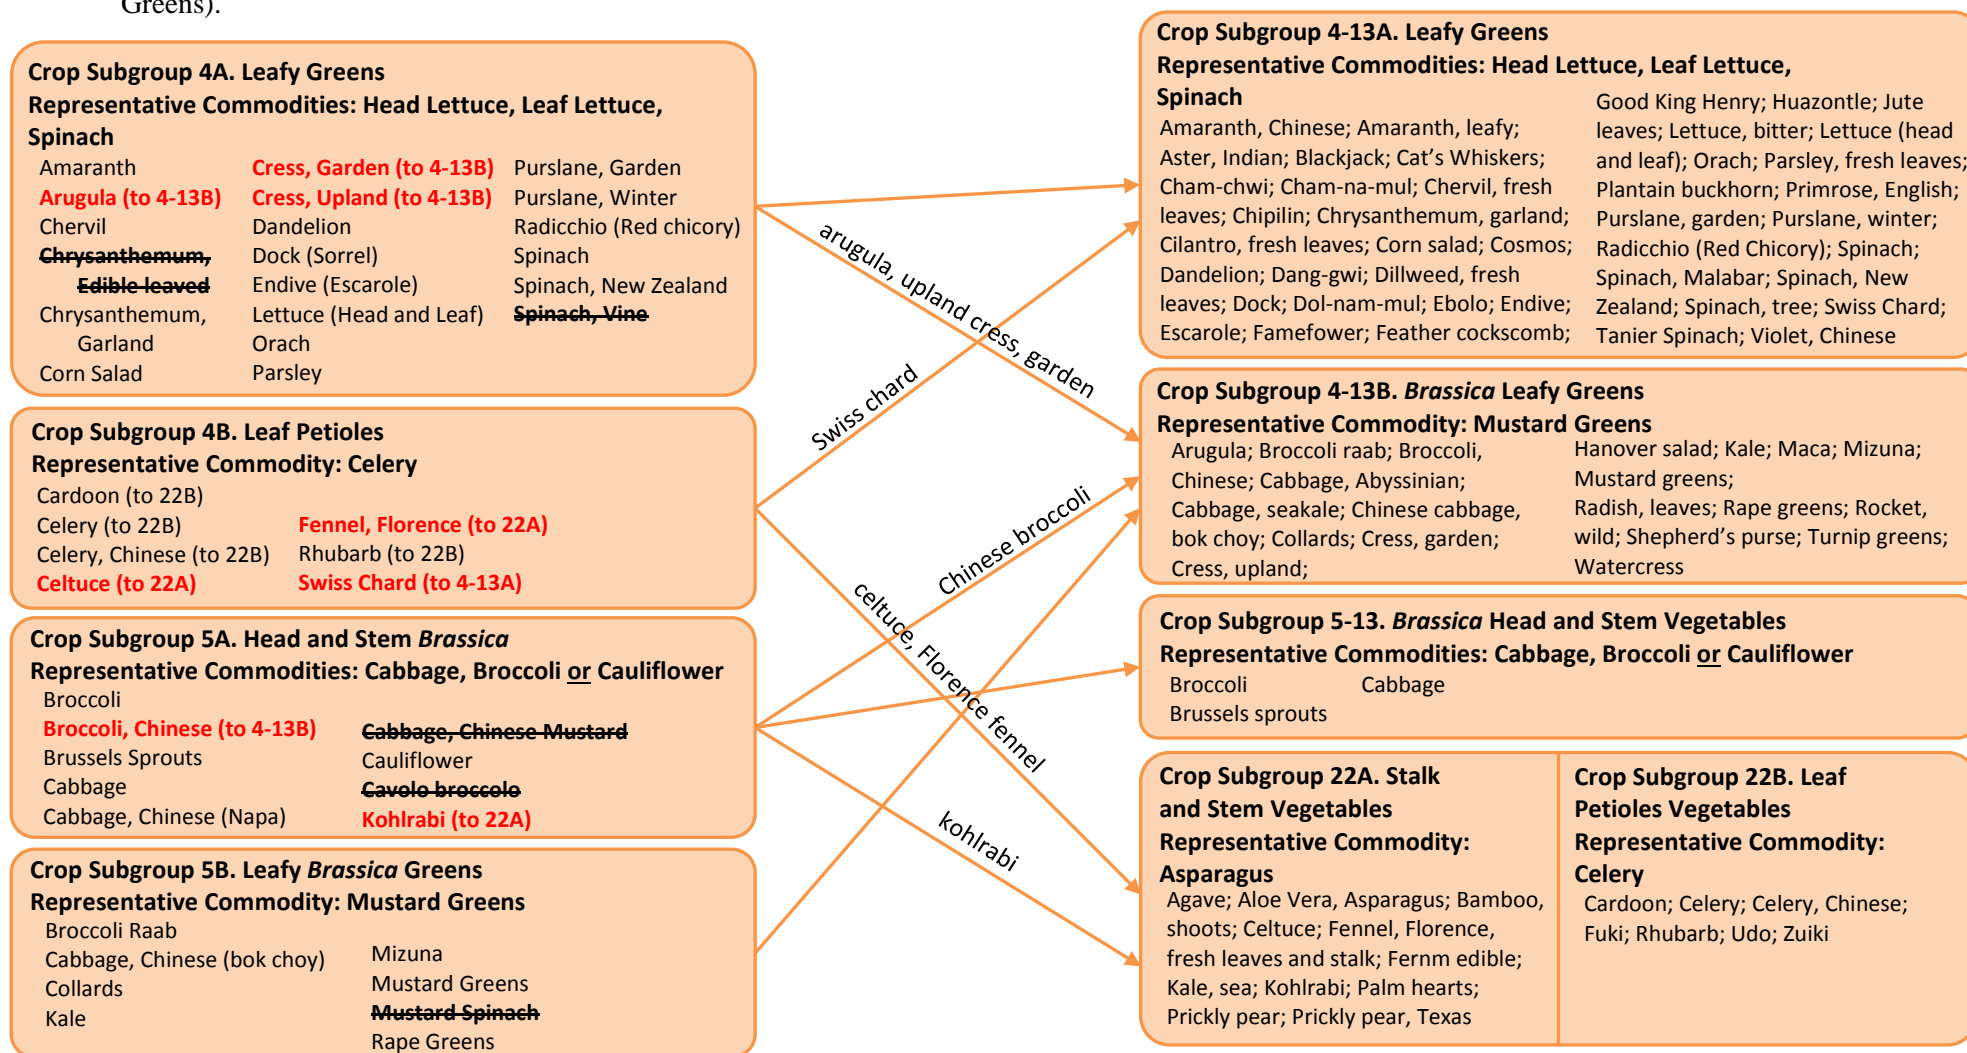 Greens).
Crop Subgroup 4A. Leafy Greens
Representative Commodities: Head Lettuce, Leaf Lettuce,
Spinach
Amaranth
Arugula (to 4-13B)
Chervil
Chrysanthemum,
Edible leaved
Chrysanthemum,
Garland
Corn Salad
Cress, Garden (to 4-13B)
Cress, Upland (to 4-13B)
Dandelion
Dock (Sorrel)
Endive (Escarole)
Lettuce (Head and Leaf)
Orach
Parsley
Purslane, Garden
Purslane, Winter
Radicchio (Red chicory)
Spinach
Spinach, New Zealand
Spinach, Vine
Crop Subgroup 4B. Leaf Petioles
Representative Commodity: Celery
Cardoon (to 22B)
Celery (to 22B)
Celery, Chinese (to 22B)
Celtuce (to 22A)
Fennel, Florence (to 22A)
Rhubarb (to 22B)
Swiss Chard (to 4-13A)
Crop Subgroup 5A. Head and Stem Brassica
Representative Commodities: Cabbage, Broccoli or Cauliflower
Broccoli
Broccoli, Chinese (to 4-13B)
Brussels Sprouts
Cabbage
Cabbage, Chinese (Napa)
Cabbage, Chinese Mustard
Cauliflower
Cavolo broccolo
Kohlrabi (to 22A)
Crop Subgroup 5B. Leafy Brassica Greens
Representative Commodity: Mustard Greens
Broccoli Raab
Cabbage, Chinese (bok choy)
Collards
Kale
Mizuna
Mustard Greens
Mustard Spinach
Rape Greens
arugula, upland cress, garden
Swiss chard
Chinese broccoli
celtuce, Florence fennel
kohlrabi
Crop Subgroup 4-13A. Leafy Greens
Representative Commodities: Head Lettuce, Leaf Lettuce,
Spinach
Amaranth, Chinese; Amaranth, leafy;
Aster, Indian; Blackjack; Cat's Whiskers;
Cham-chwi; Cham-na-mul; Chervil, fresh
leaves; Chipilin; Chrysanthemum, garland;
Cilantro, fresh leaves; Corn salad; Cosmos;
Dandelion; Dang-gwi; Dillweed, fresh
leaves; Dock; Dol-nam-mul; Ebolo; Endive;
Escarole; Famefower; Feather cockscomb;
Good King Henry; Huazontle; Jute
leaves; Lettuce, bitter; Lettuce (head
and leaf); Orach; Parsley, fresh leaves;
Plantain buckhorn; Primrose, English;
Purslane, garden; Purslane, winter;
Radicchio (Red Chicory); Spinach;
Spinach, Malabar; Spinach, New
Zealand; Spinach, tree; Swiss Chard;
Tanier Spinach; Violet, Chinese
Crop Subgroup 4-13B. Brassica Leafy Greens
Representative Commodity: Mustard Greens
Arugula; Broccoli raab; Broccoli,
Chinese; Cabbage, Abyssinian;
Cabbage, seakale; Chinese cabbage,
bok choy; Collards; Cress, garden;
Cress, upland;
Hanover salad; Kale; Maca; Mizuna;
Mustard greens;
Radish, leaves; Rape greens; Rocket,
wild; Shepherd's purse; Turnip greens;
Watercress
Crop Subgroup 5-13. Brassica Head and Stem Vegetables
Representative Commodities: Cabbage, Broccoli or Cauliflower
Broccoli
Brussels sprouts
Cabbage
Crop Subgroup 22A. Stalk
and Stem Vegetables
Representative Commodity:
Asparagus
Agave; Aloe Vera, Asparagus; Bamboo,
shoots; Celtuce; Fennel, Florence,
fresh leaves and stalk; Fernm edible;
Kale, sea; Kohlrabi; Palm hearts;
Prickly pear; Prickly pear, Texas
Crop Subgroup 22B. Leaf
Petioles Vegetables
Representative Commodity:
Celery
Cardoon; Celery; Celery, Chinese;
Fuki; Rhubarb; Udo; Zuiki